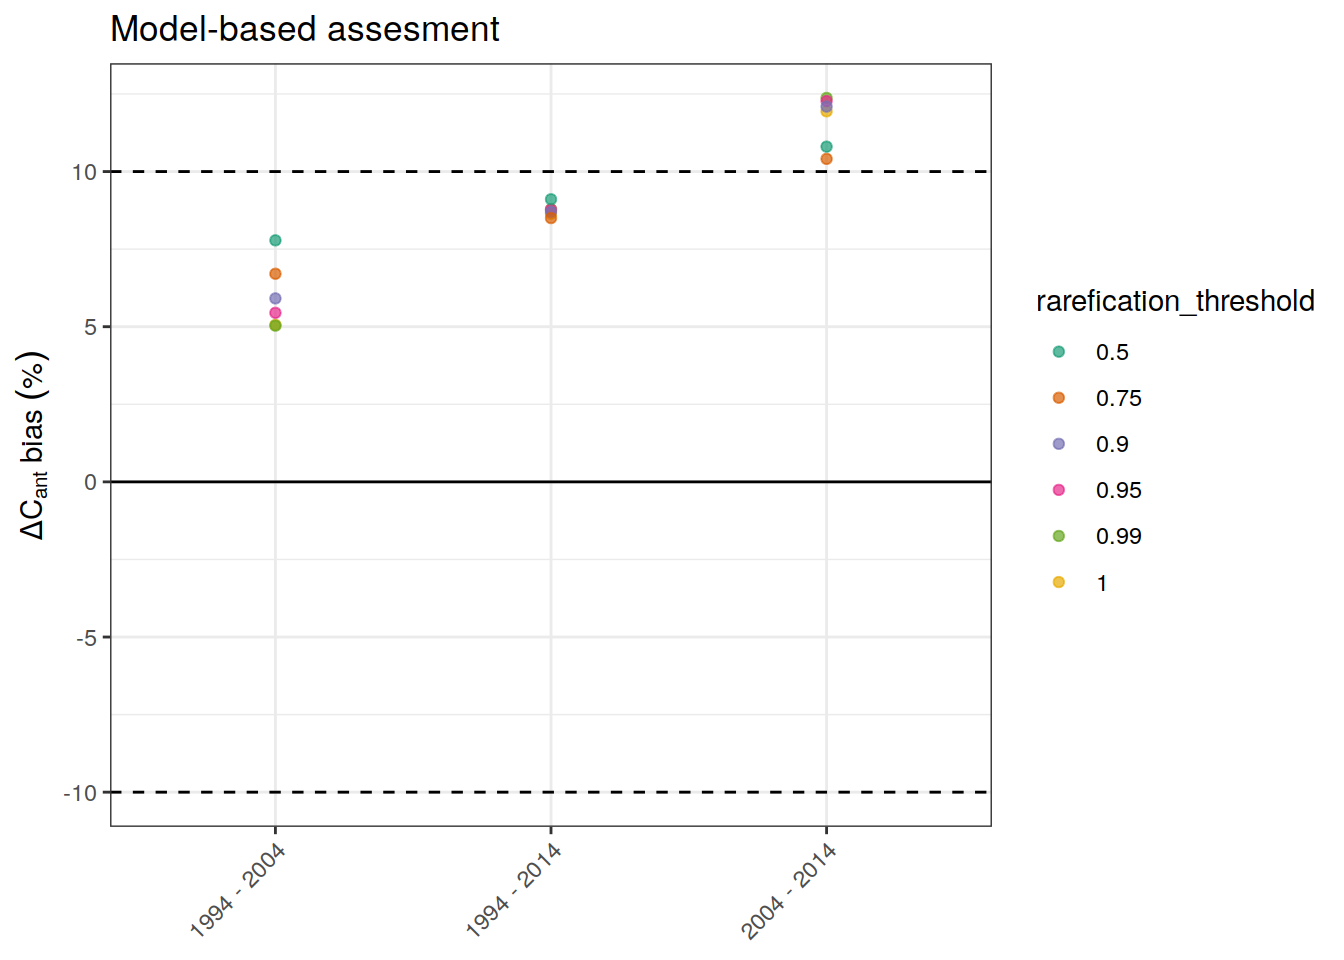 Model-based assesment
ΔCant bias (%)
10
5
0
-5
-10
1994 - 2004
1994 - 2014
2004 - 2014
rarefication_threshold
0.5
0.75
0.9
0.95
0.99
1